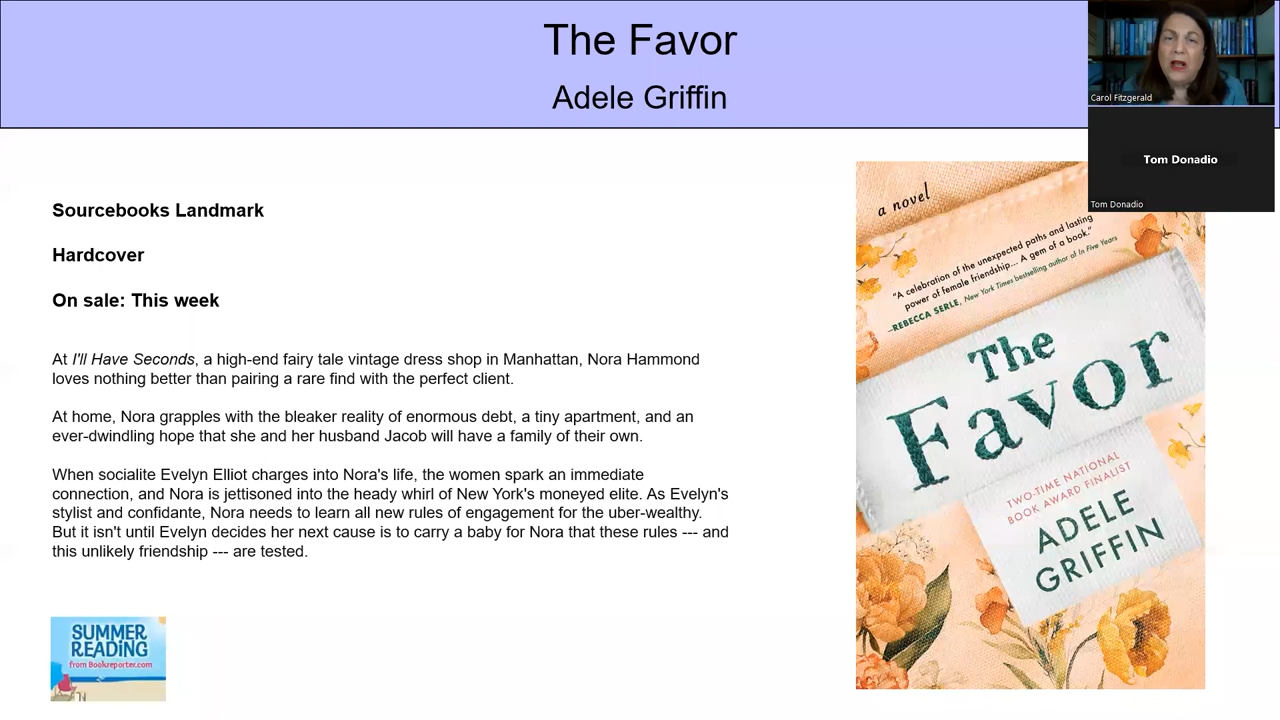 The Favor
Adele Griffin
Carol Fitzgerald
Tom Donadio
Tom Donadio
Sourcebooks Landmark
Hardcover
On sale: This week
At I'll Have Seconds, a high-end fairy tale vintage dress shop in Manhattan, Nora Hammond
loves nothing better than pairing a rare find with the perfect client.
At home, Nora grapples with the bleaker reality of enormous debt, a tiny apartment, and an
ever-dwindling hope that she and her husband Jacob will have a family of their own.
When socialite Evelyn Elliot charges into Nora's life, the women spark an immediate
connection, and Nora is jettisoned into the heady whirl of New York's moneyed elite. As Evelyn's
stylist and confidante, Nora needs to learn all new rules of engagement for the uber-wealthy.
But it isn't until Evelyn decides her next cause is to carry a baby for Nora that these rules --- and
this unlikely friendship --- are tested.
a novel
"A celebration of the unexpected paths and lasting
power of female friendship... A gem of a book."
—REBECCA SERLE, New York Times bestselling author of In Five Years
The
Favor
TWO-TIME NATIONAL
BOOK AWARD FINALIST
ADELE
GRIFFIN
SUMMER
READING
from Bookreporter.com